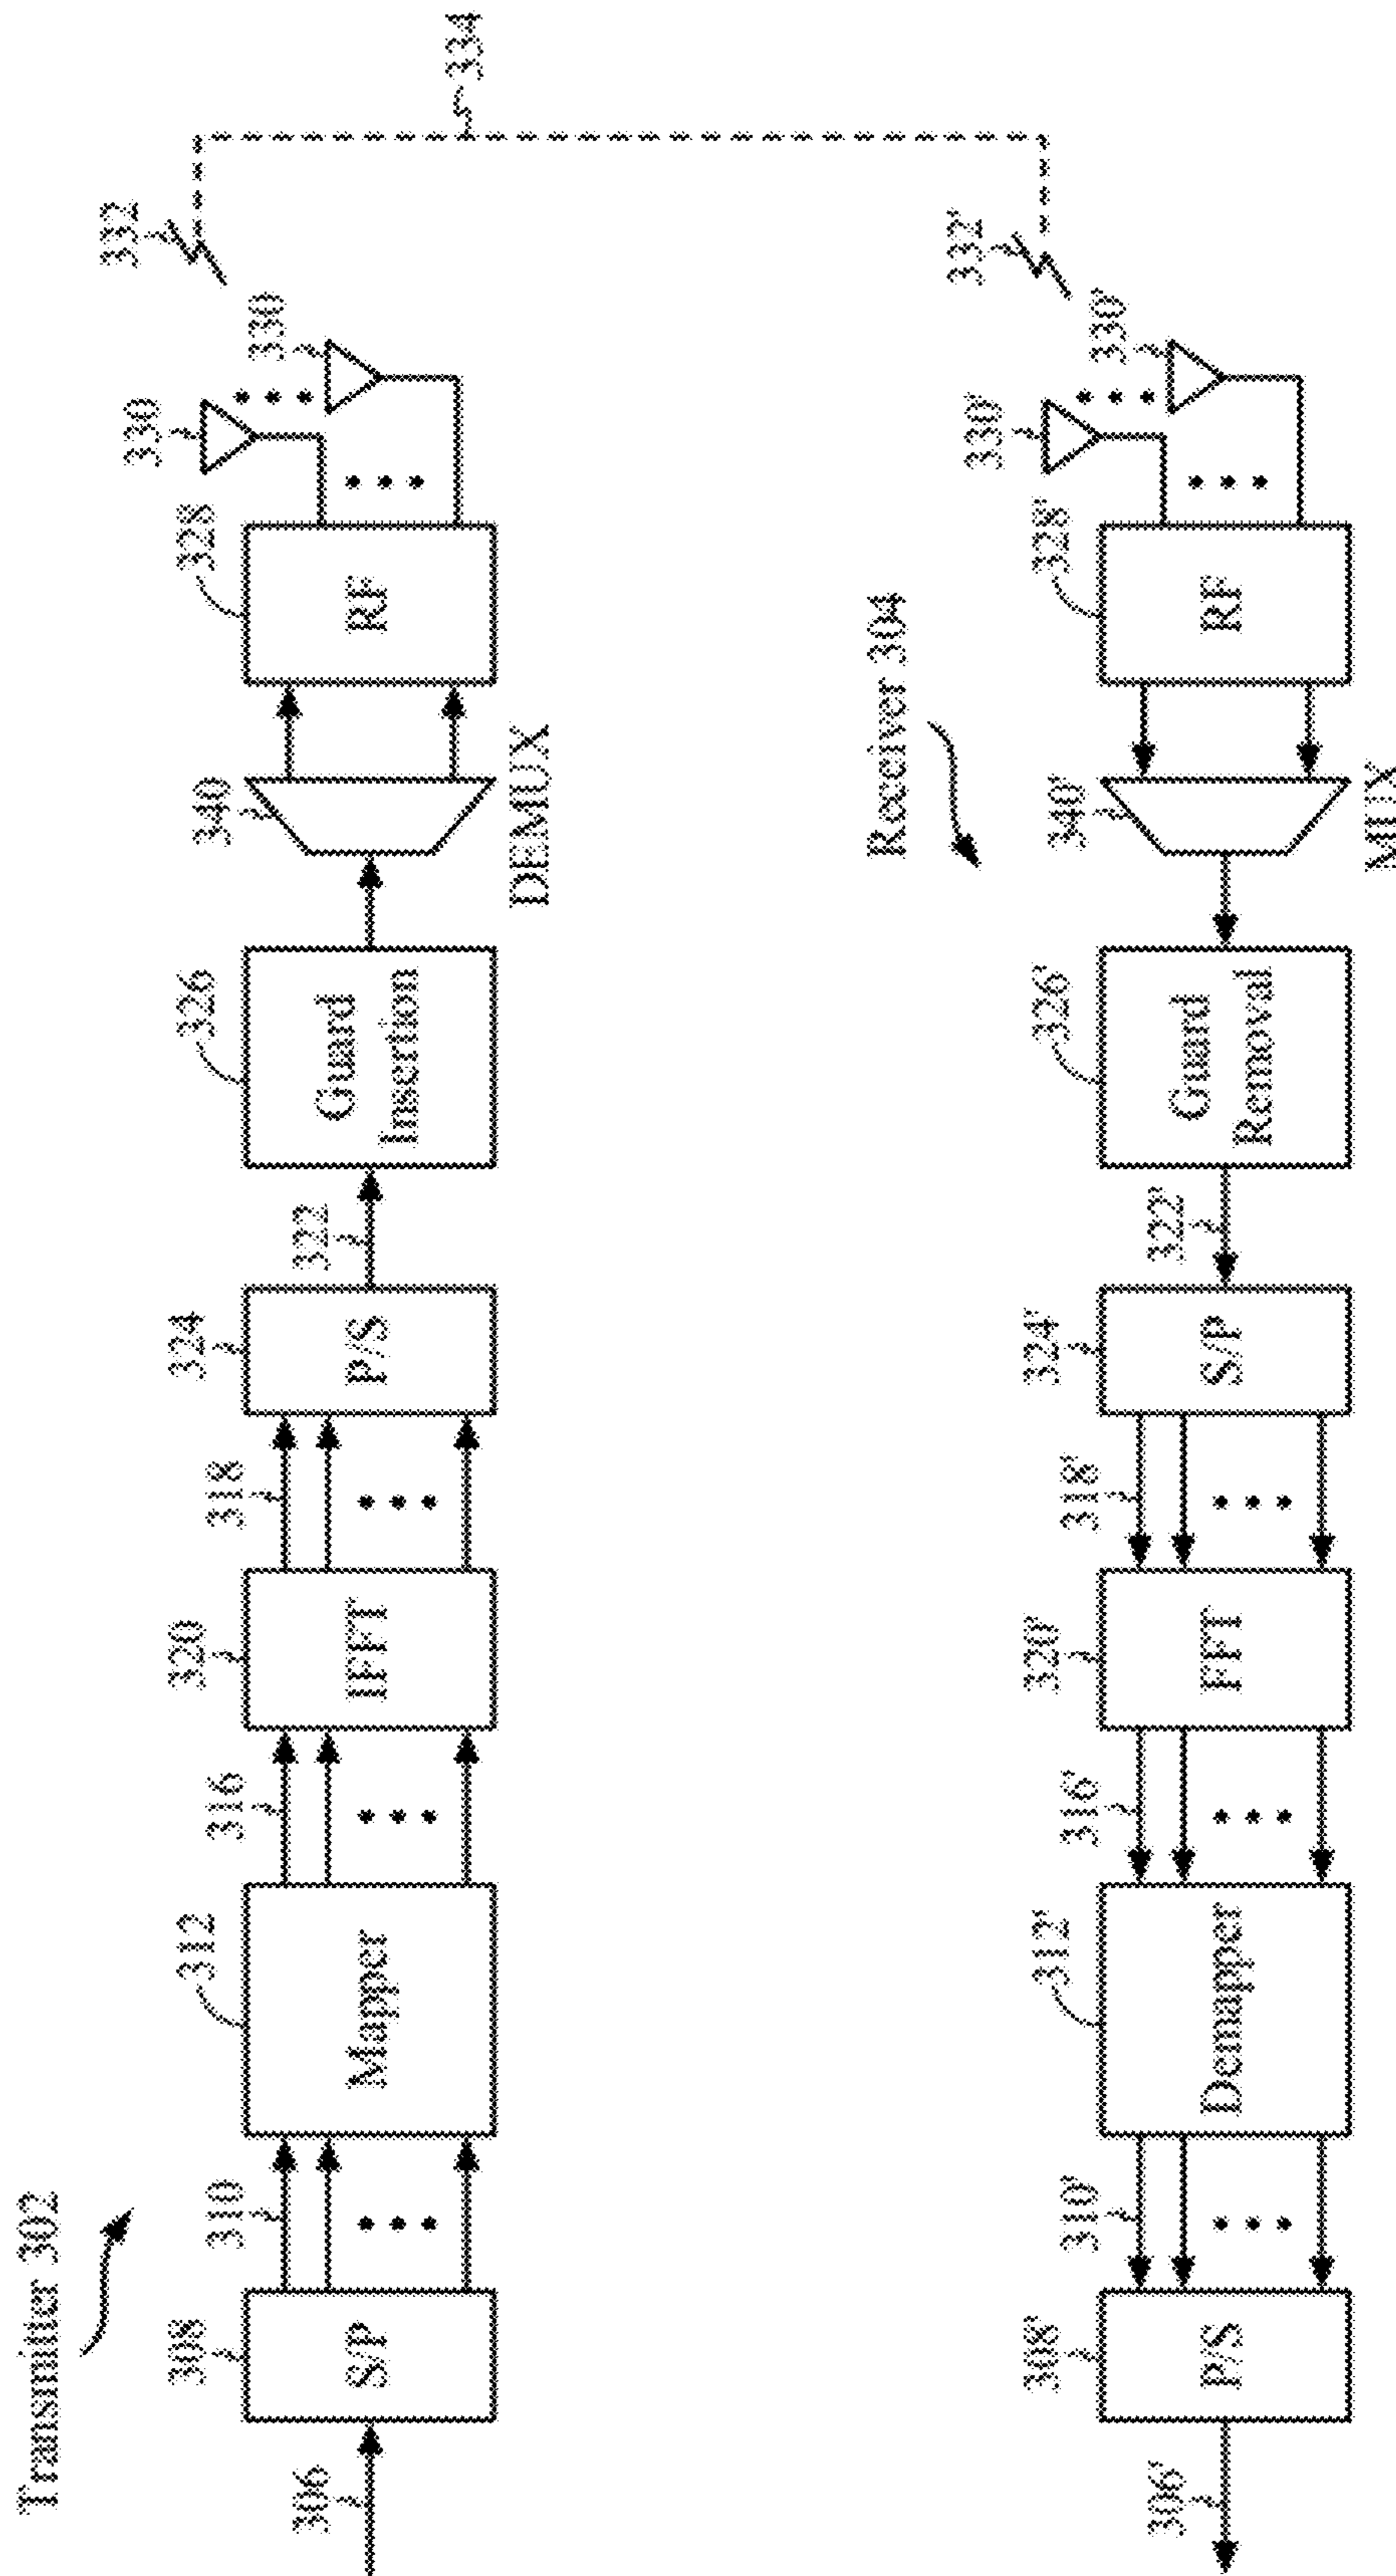 Transmitter 302
306
308
S/P
310
312
Mapper
316
320
IFFT
318
324
P/S
322
326
Guard
Insertion
340
DEMUX
328
RF
330
330
332
334
Receiver 304
306'
308'
P/S
310'
312'
Demapper
316'
320'
FFT
318'
324'
S/P
322'
326'
Guard
Removal
340'
MUX
328'
RF
330'
330'
332'